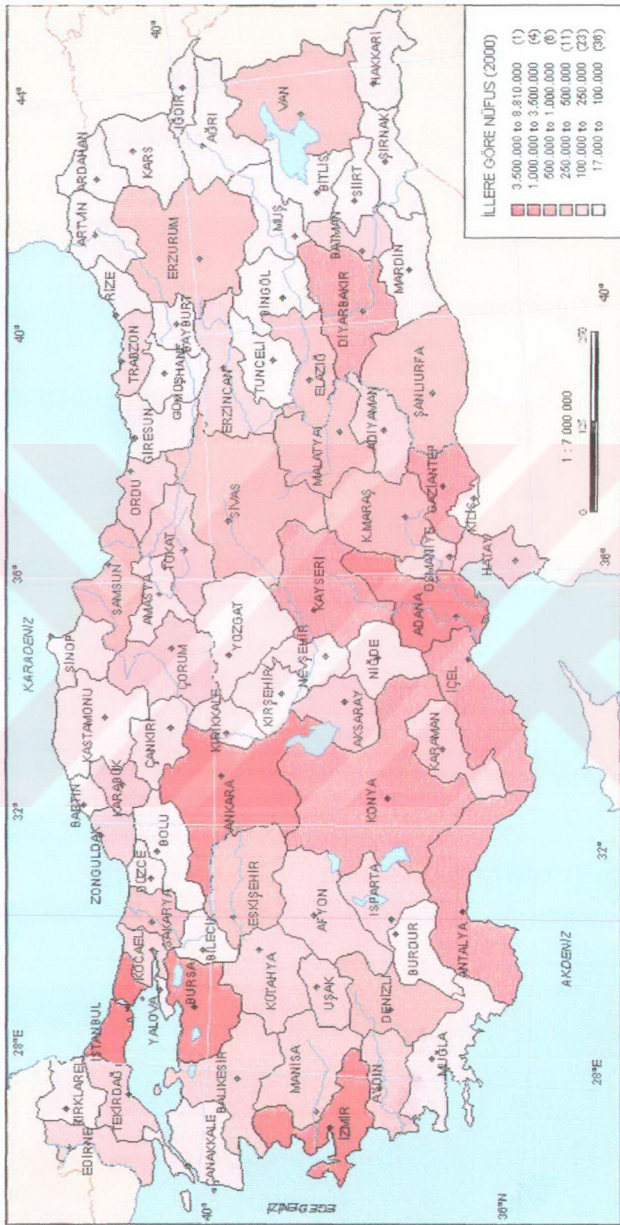 KARADENİZ
EGE DENİZİ
AKDENİZ
28°E
32°
36°
40°
44°
40°
36°N
28°E
32°
36°
40°
EDİRNE
KIRKLARELİ
TEKİRDAĞ
İSTANBUL
KOCAELİ
YALOVA
SAKARYA
DÜZCE
BOLU
ZONGULDAK
BARTIN
KARABÜK
KASTAMONU
SİNOP
ÇANKIRI
ÇORUM
SAMSUN
AMASYA
TOKAT
ORDU
GİRESUN
TRABZON
GÜMÜŞHANE
BAYBURT
RİZE
ARTVİN
ARDAHAN
KARS
IĞDIR
AĞRI
ERZURUM
ERZİNCAN
TUNCELİ
BİNGÖL
MUŞ
BİTLİS
VAN
HAKKARİ
ŞIRNAK
SİİRT
BATMAN
MARDİN
DİYARBAKIR
ELAZIĞ
MALATYA
ADIYAMAN
ŞANLIURFA
GAZİANTEP
KİLİS
HATAY
OSMANİYE
K.MARAŞ
ADANA
İÇEL
KAYSERİ
SİVAS
YOZGAT
KIRIKKALE
KIRŞEHİR
NEVŞEHİR
NİĞDE
AKSARAY
KARAMAN
KONYA
ANKARA
ESKİŞEHİR
BİLECİK
BURSA
ÇANAKKALE
BALIKESİR
KÜTAHYA
AFYON
UŞAK
MANİSA
İZMİR
AYDIN
DENİZLİ
MUĞLA
BURDUR
ISPARTA
ANTALYA
1 : 7 000 000
0 125 250
İLLERE GÖRE NÜFUS (2000)
3.500.000 to 8.810.000 (1)
1.000.000 to 3.500.000 (4)
500.000 to 1.000.000 (6)
250.000 to 500.000 (11)
100.000 to 250.000 (23)
17.000 to 100.000 (36)